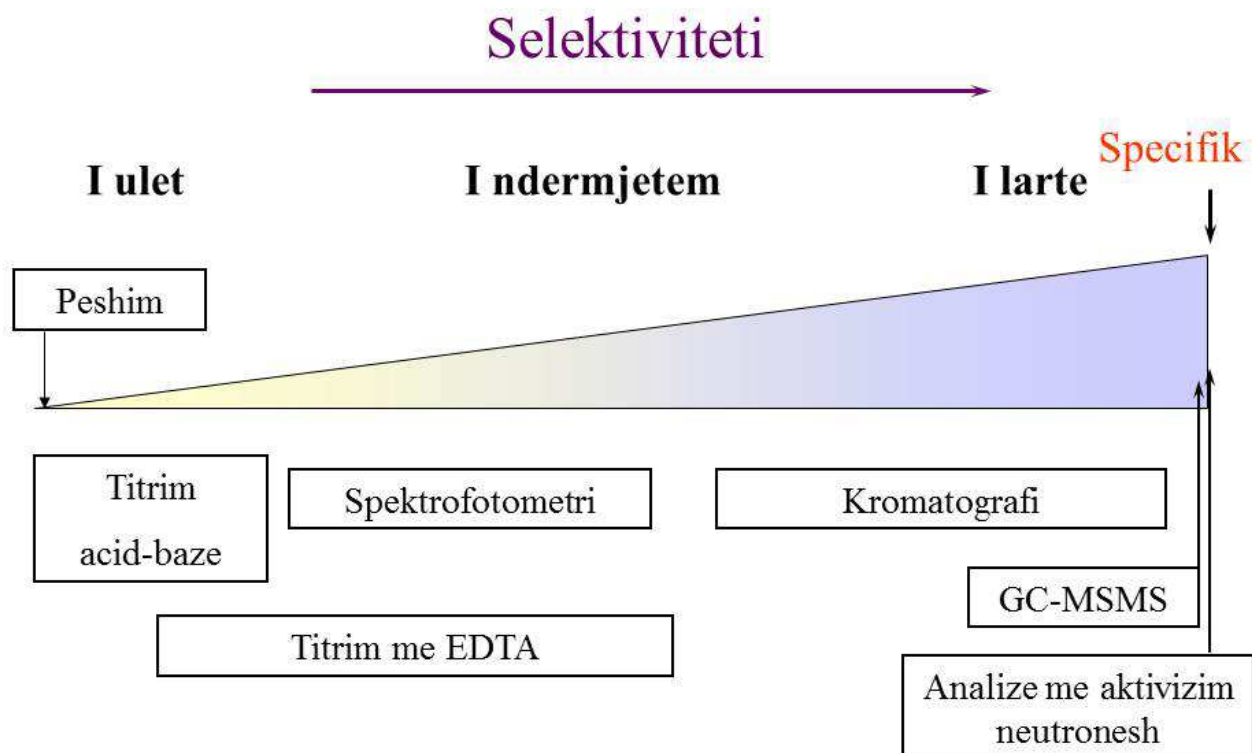 Selektiviteti
Specifik
I ulet
I ndermjetem
I larte
Peshim
Titrim
acid-baze
Spektrofotometri
Kromatografi
GC-MSMS
Titrim me EDTA
Analize me aktivizim
neutronesh